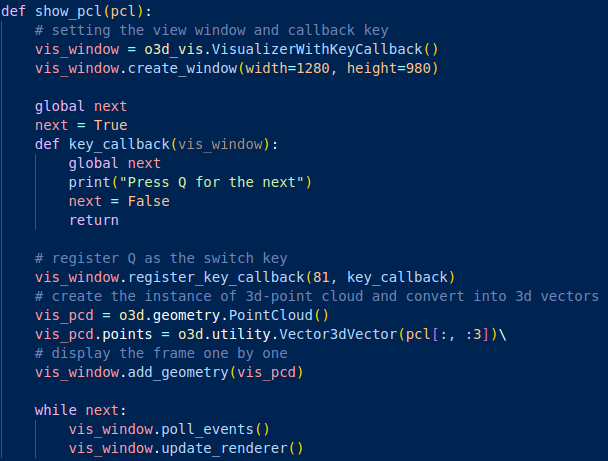 def show_pcl(pcl):
    # setting the view window and callback key
    vis_window = o3d_vis.VisualizerWithKeyCallback()
    vis_window.create_window(width=1280, height=980)

    global next
    next = True
    def key_callback(vis_window):
        global next
        print("Press Q for the next")
        next = False
        return

    # register Q as the switch key
    vis_window.register_key_callback(81, key_callback)
    # create the instance of 3d-point cloud and convert into 3d vectors
    vis_pcd = o3d.geometry.PointCloud()
    vis_pcd.points = o3d.utility.Vector3dVector(pcl[:, :3])\
    # display the frame one by one
    vis_window.add_geometry(vis_pcd)

    while next:
        vis_window.poll_events()
        vis_window.update_renderer()